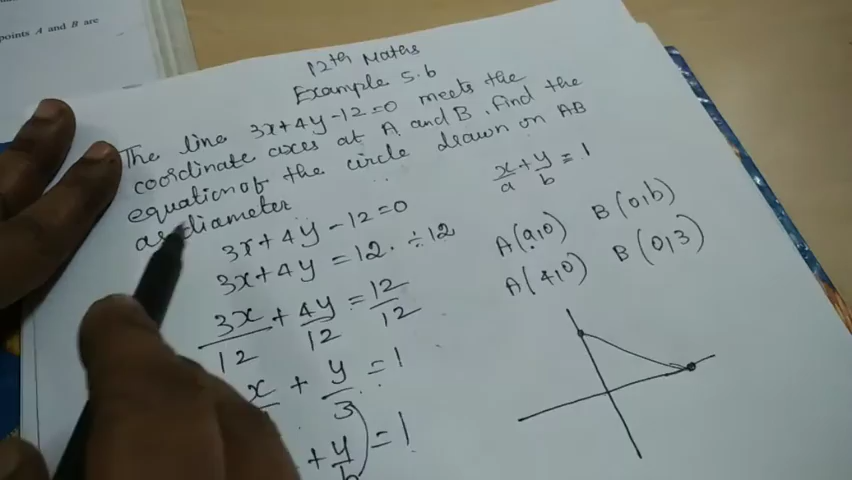 points A and B are
12th Maths
Example 5.6
The line 3x+4y-12=0 meets the
coordinate axes at A and B. Find the
equation of the circle drawn on AB
as diameter
3x+4y-12=0
3x+4y=12. ÷12
3x/12 + 4y/12 = 12/12
x + y/3 = 1
+ y/b = 1
x/a + y/b = 1
A(a,0) B(0,b)
A(4,0) B(0,3)